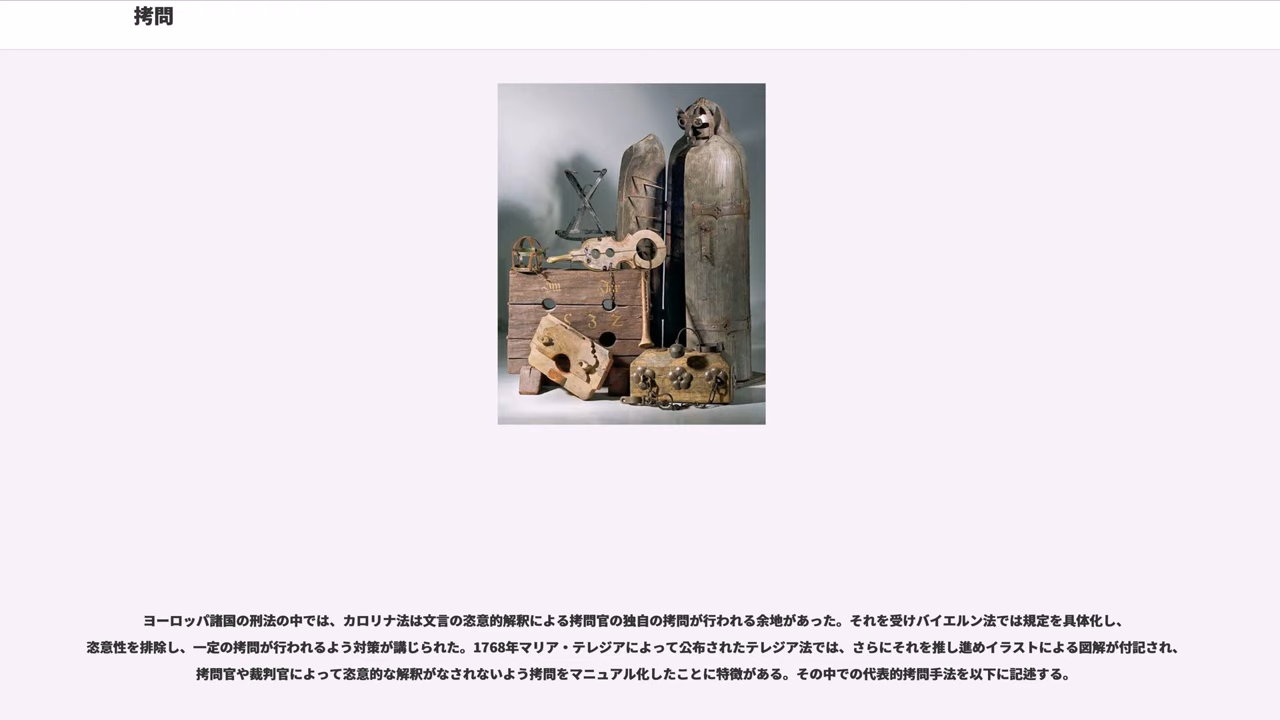 拷問
ヨーロッパ諸国の刑法の中では、カロリナ法は文言の恣意的解釈による拷問官の独自の拷問が行われる余地があった。それを受けバイエルン法では規定を具体化し、
恣意性を排除し、一定の拷問が行われるよう対策が講じられた。1768年マリア・テレジアによって公布されたテレジア法では、さらにそれを推し進めイラストによる図解が付記され、
拷問官や裁判官によって恣意的な解釈がなされないよう拷問をマニュアル化したことに特徴がある。その中での代表的拷問手法を以下に記述する。